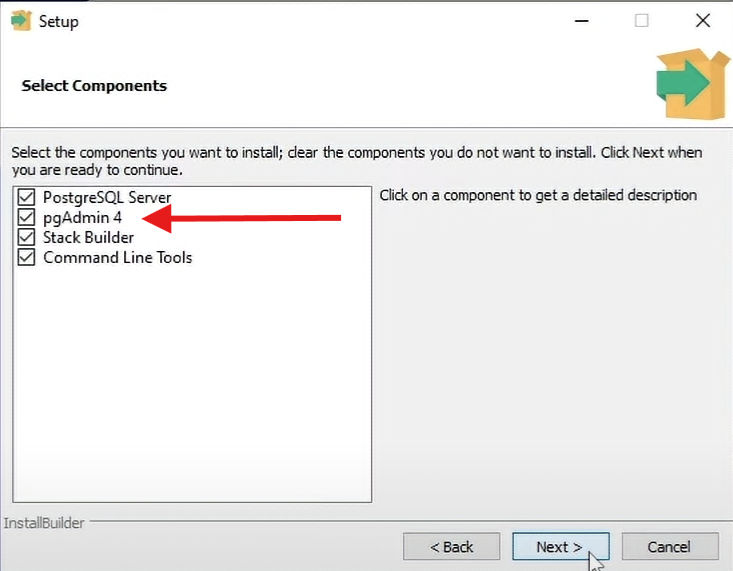 Setup
Select Components
Select the components you want to install; clear the components you do not want to install. Click Next when
you are ready to continue.
PostgreSQL Server
pgAdmin 4
Stack Builder
Command Line Tools
Click on a component to get a detailed description
InstallBuilder
< Back
Next >
Cancel